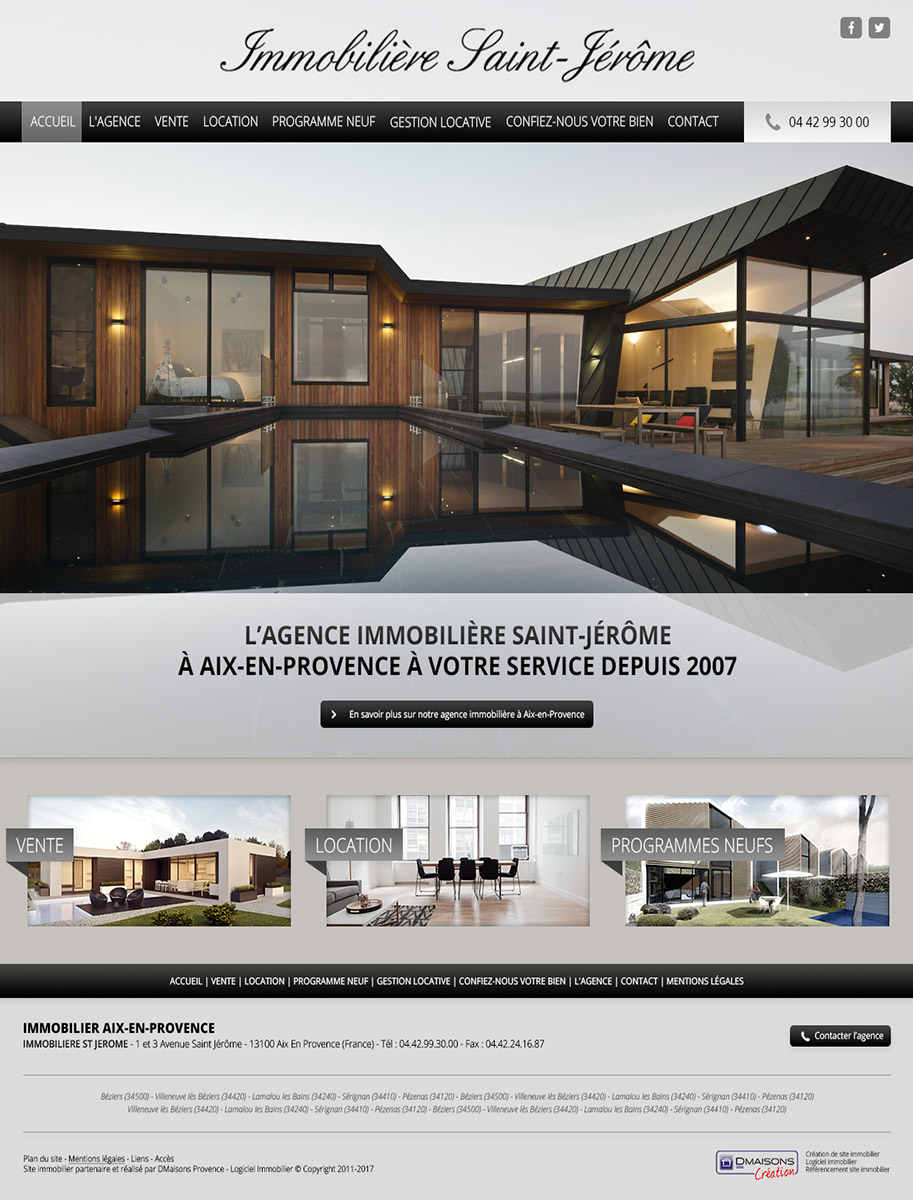 Immobilière Saint-Jérôme
ACCUEIL L'AGENCE VENTE LOCATION PROGRAMME NEUF GESTION LOCATIVE CONFIEZ-NOUS VOTRE BIEN CONTACT 04 42 99 30 00
L'AGENCE IMMOBILIÈRE SAINT-JÉRÔME
À AIX-EN-PROVENCE À VOTRE SERVICE DEPUIS 2007
En savoir plus sur notre agence immobilière à Aix-en-Provence
VENTE
LOCATION
PROGRAMMES NEUFS
ACCUEIL | VENTE | LOCATION | PROGRAMME NEUF | GESTION LOCATIVE | CONFIEZ-NOUS VOTRE BIEN | L'AGENCE | CONTACT | MENTIONS LÉGALES
IMMOBILIER AIX-EN-PROVENCE
IMMOBILIERE ST JEROME - 1 et 3 Avenue Saint Jérôme - 13100 Aix En Provence (France) - Tél : 04.42.99.30.00 - Fax : 04.42.24.16.87
Contacter l'agence
Béziers (34500) - Villeneuve lès Béziers (34420) - Lamalou les Bains (34240) - Sérignan (34410) - Pézenas (34120) - Béziers (34500) - Villeneuve lès Béziers (34420) - Lamalou les Bains (34240) - Sérignan (34410) - Pézenas (34120)
Villeneuve lès Béziers (34420) - Lamalou les Bains (34240) - Sérignan (34410) - Pézenas (34120) - Béziers (34500) - Villeneuve lès Béziers (34420) - Lamalou les Bains (34240) - Sérignan (34410) - Pézenas (34120)
Plan du site - Mentions légales - Liens - Accès
Site immobilier partenaire et réalisé par DMaisons Provence - Logiciel Immobilier © Copyright 2011-2017
DMAISONS
Création
Création de site immobilier
Logiciel immobilier
Référencement site immobilier